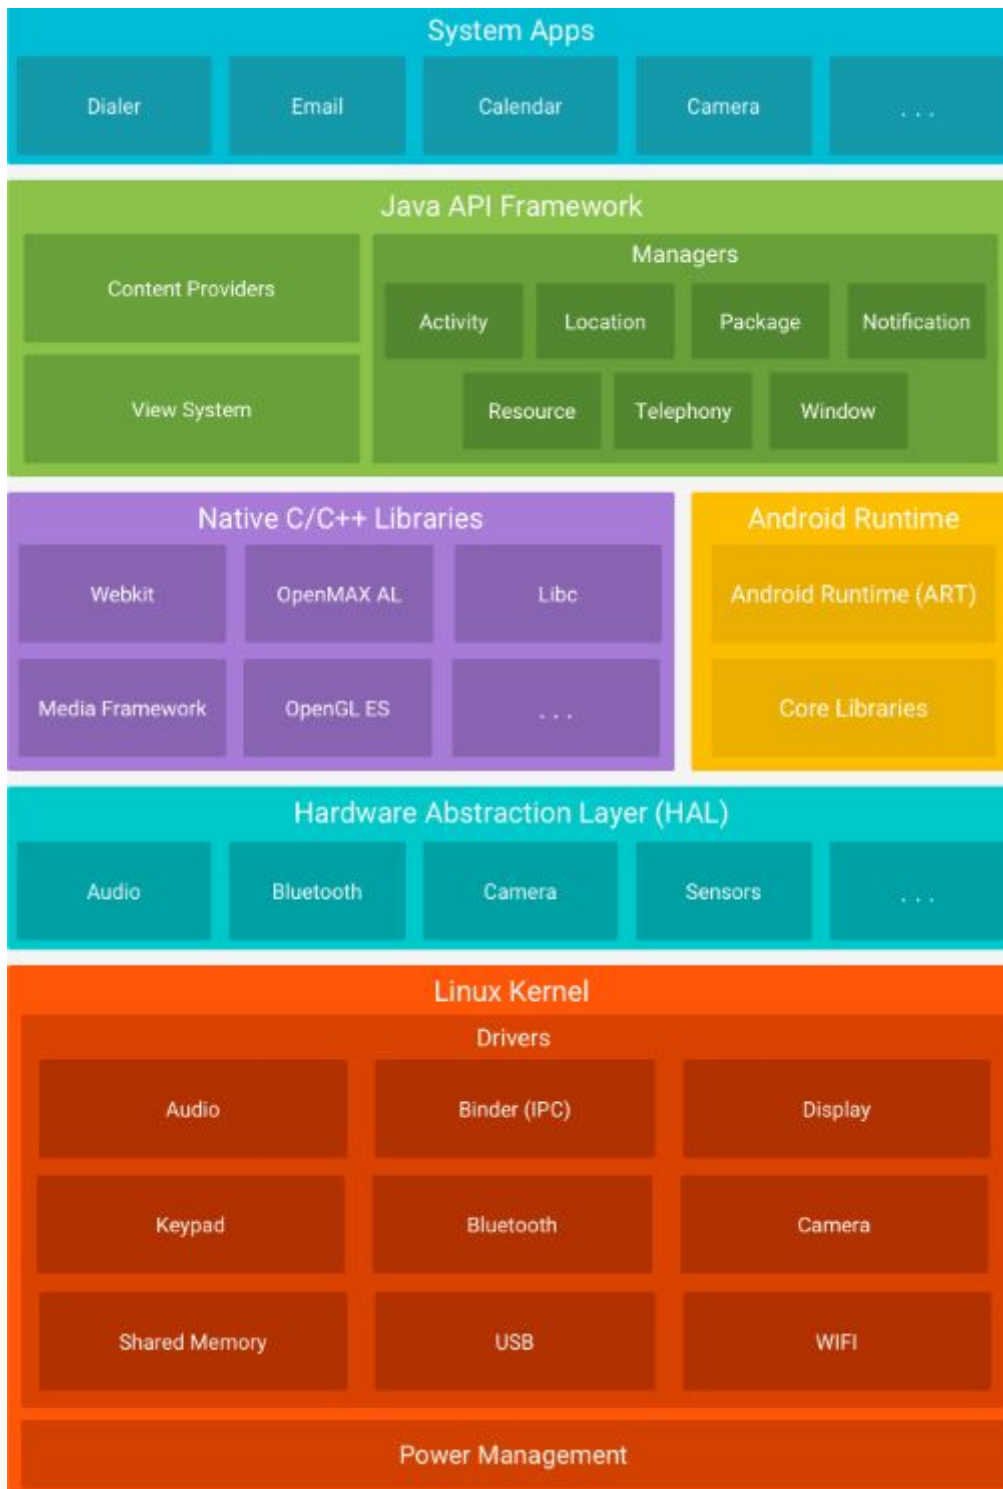 System Apps
Dialer Email Calendar Camera . . .
Java API Framework
Content Providers
View System
Managers
Activity Location Package Notification
Resource Telephony Window
Native C/C++ Libraries
Webkit OpenMAX AL Libc
Media Framework OpenGL ES . . .
Android Runtime
Android Runtime (ART)
Core Libraries
Hardware Abstraction Layer (HAL)
Audio Bluetooth Camera Sensors . . .
Linux Kernel
Drivers
Audio Binder (IPC) Display
Keypad Bluetooth Camera
Shared Memory USB WIFI
Power Management